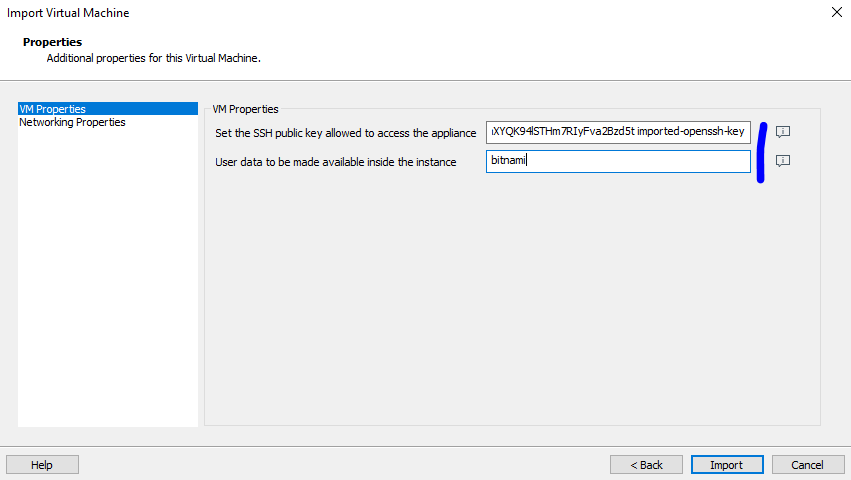 Import Virtual Machine
Properties
Additional properties for this Virtual Machine.
VM Properties
Networking Properties
VM Properties
Set the SSH public key allowed to access the appliance
iXYQK94lSTHm7RIyFva2Bzd5t imported-openssh-key
User data to be made available inside the instance
bitnami
Help
< Back
Import
Cancel